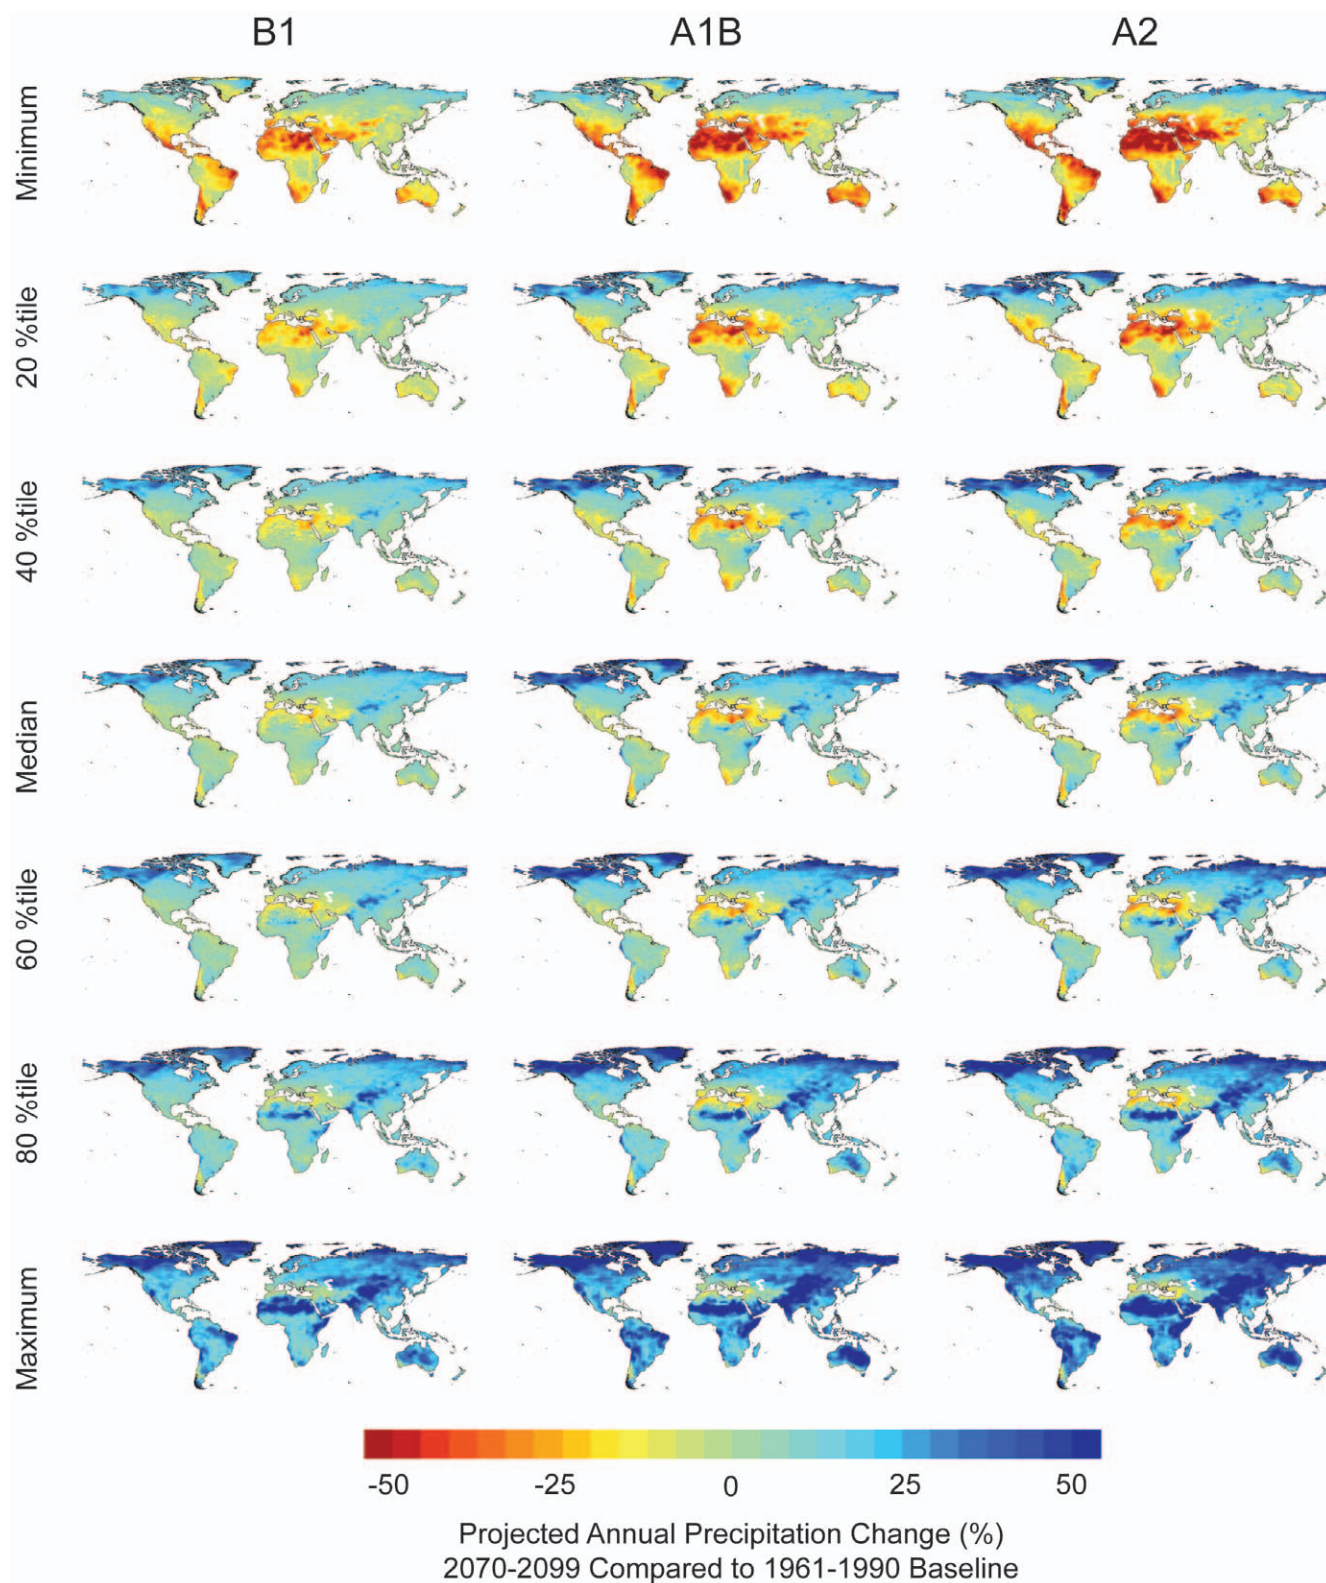 B1 A1B A2
Minimum
20 %tile
40 %tile
Median
60 %tile
80 %tile
Maximum
-50 -25 0 25 50
Projected Annual Precipitation Change (%)
2070-2099 Compared to 1961-1990 Baseline